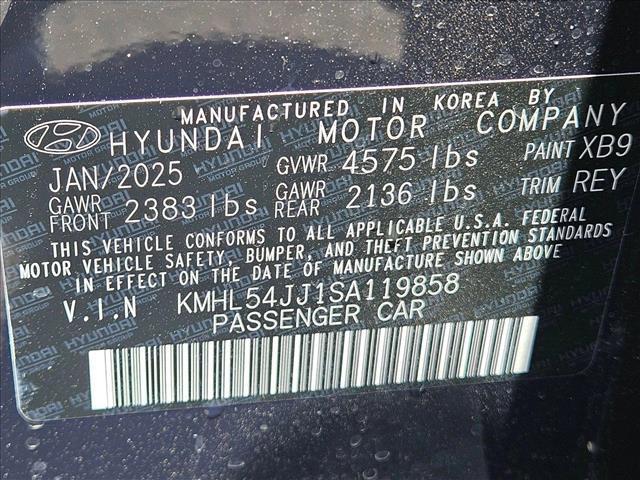 MANUFACTURED IN KOREA BY
HYUNDAI MOTOR COMPANY
JAN/2025 GVWR 4575 lbs PAINT XB9
GAWR FRONT 2383 lbs GAWR REAR 2136 lbs TRIM REY
THIS VEHICLE CONFORMS TO ALL APPLICABLE U.S.A. FEDERAL
MOTOR VEHICLE SAFETY, BUMPER, AND THEFT PREVENTION STANDARDS
IN EFFECT ON THE DATE OF MANUFACTURE SHOWN ABOVE
V.I.N KMHL54JJ1SA119858
PASSENGER CAR